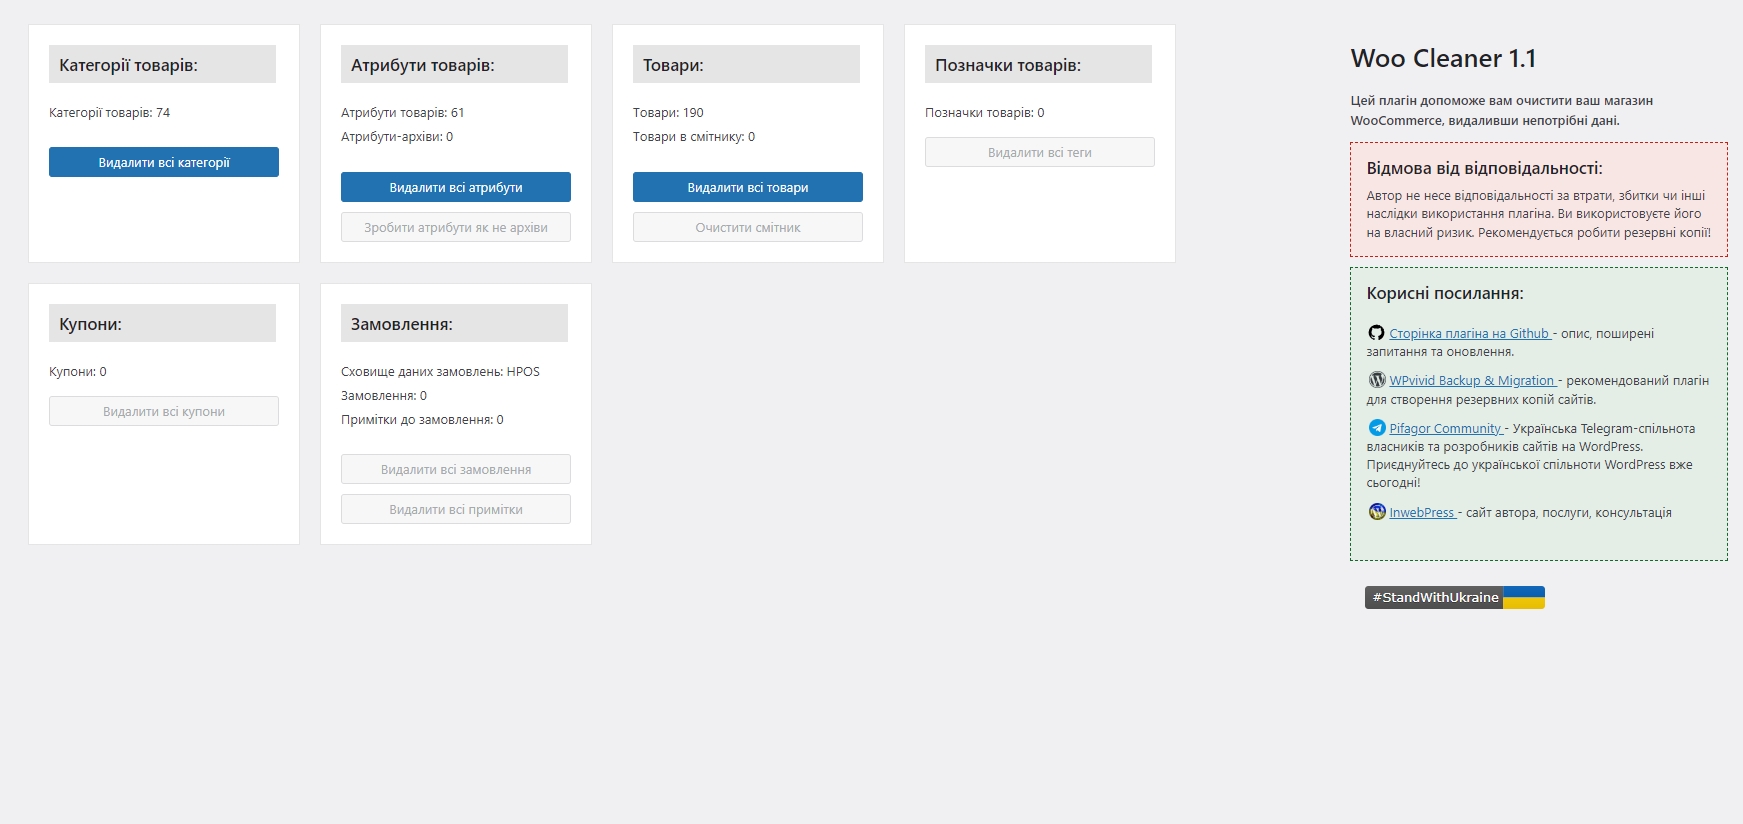 Категорії товарів:
Категорії товарів: 74
Видалити всі категорії
Атрибути товарів:
Атрибути товарів: 61
Атрибути-архіви: 0
Видалити всі атрибути
Зробити атрибути як не архіви
Товари:
Товари: 190
Товари в смітнику: 0
Видалити всі товари
Очистити смітник
Позначки товарів:
Позначки товарів: 0
Видалити всі теги
Купони:
Купони: 0
Видалити всі купони
Замовлення:
Сховище даних замовлень: HPOS
Замовлення: 0
Примітки до замовлення: 0
Видалити всі замовлення
Видалити всі примітки
Woo Cleaner 1.1
Цей плагін допоможе вам очистити ваш магазин
WooCommerce, видаливши непотрібні дані.
Відмова від відповідальності:
Автор не несе відповідальності за втрати, збитки чи інші
наслідки використання плагіна. Ви використовуєте його
на власний ризик. Рекомендується робити резервні копії!
Корисні посилання:
Сторінка плагіна на Github - опис, поширені
запитання та оновлення.
WPvivid Backup & Migration - рекомендований плагін
для створення резервних копій сайтів.
Pifagor Community - Українська Telegram-спільнота
власників та розробників сайтів на WordPress.
Приєднуйтесь до української спільноти WordPress вже
сьогодні!
InwebPress - сайт автора, послуги, консультація
#StandWithUkraine